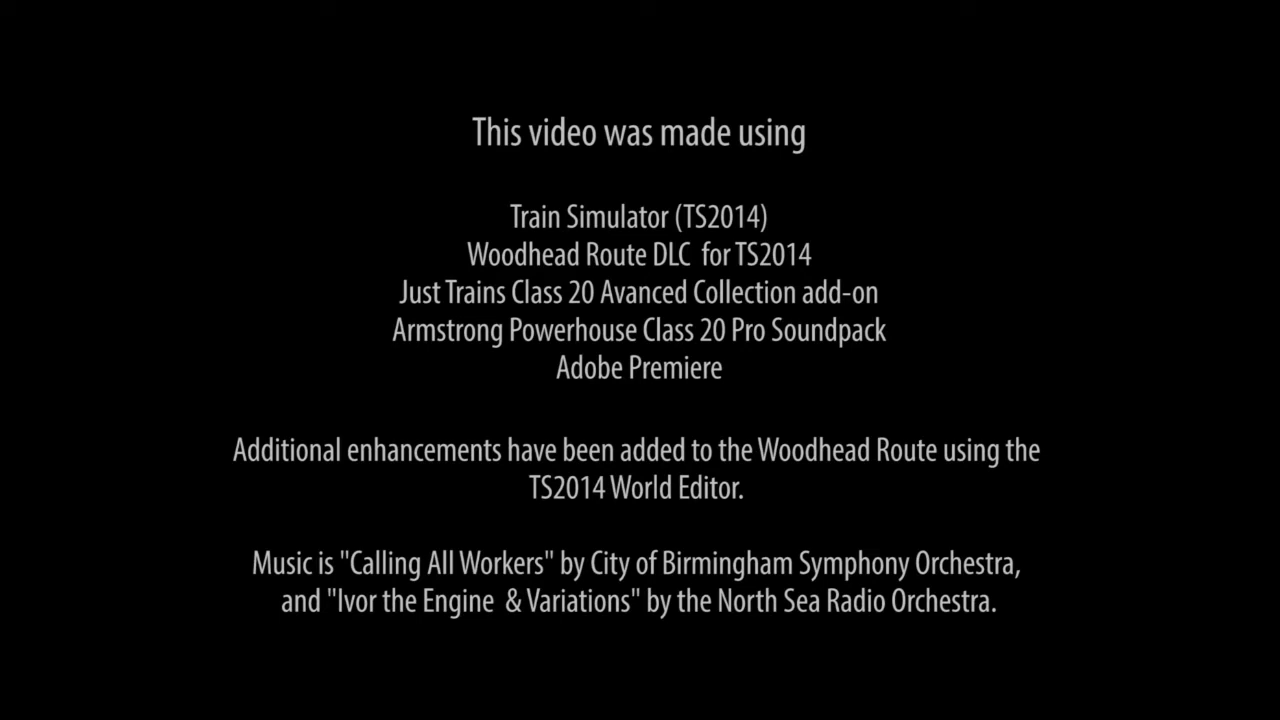 This video was made using
Train Simulator (TS2014)
Woodhead Route DLC  for TS2014
Just Trains Class 20 Avanced Collection add-on
Armstrong Powerhouse Class 20 Pro Soundpack
Adobe Premiere
Additional enhancements have been added to the Woodhead Route using the
TS2014 World Editor.
Music is "Calling All Workers" by City of Birmingham Symphony Orchestra,
and "Ivor the Engine  & Variations" by the North Sea Radio Orchestra.